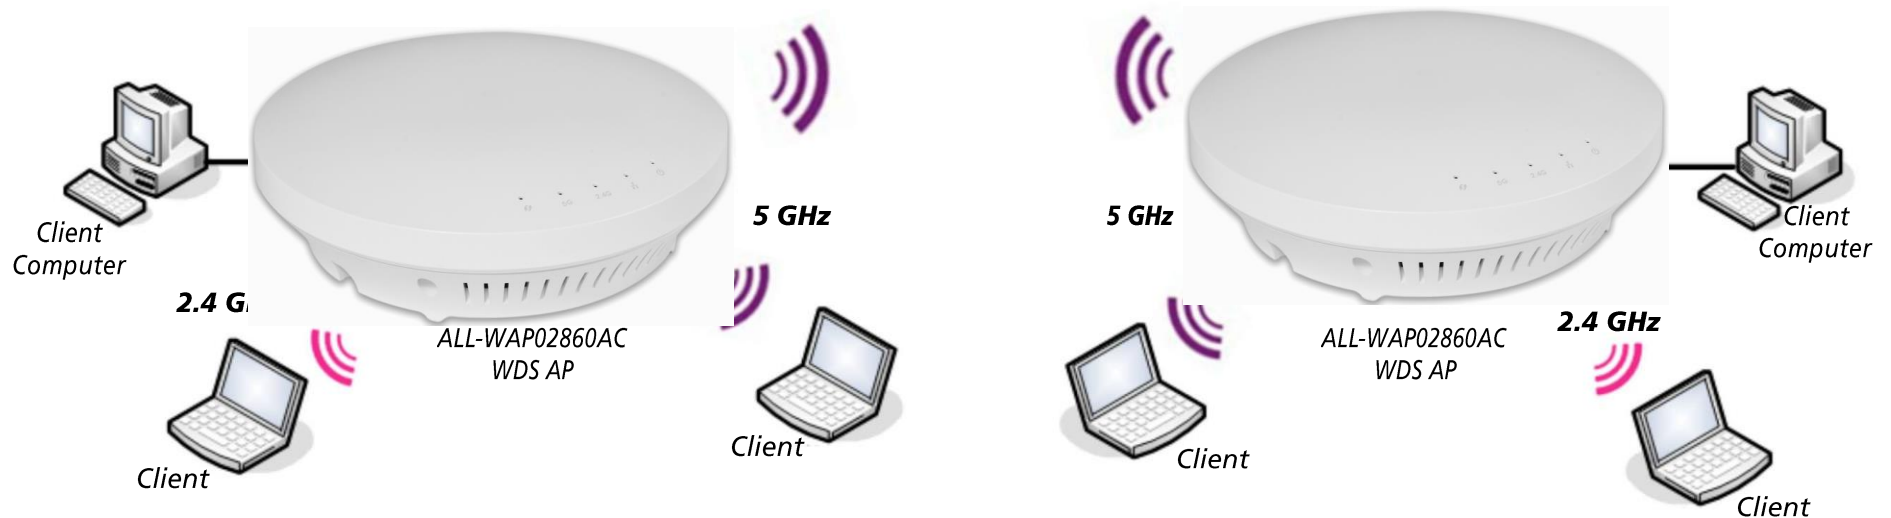 5 GHz
5 GHz
Client
Computer
Client
Computer
2.4 G
2.4 GHz
ALL-WAP02860AC
WDS AP
ALL-WAP02860AC
WDS AP
Client
Client
Client
Client